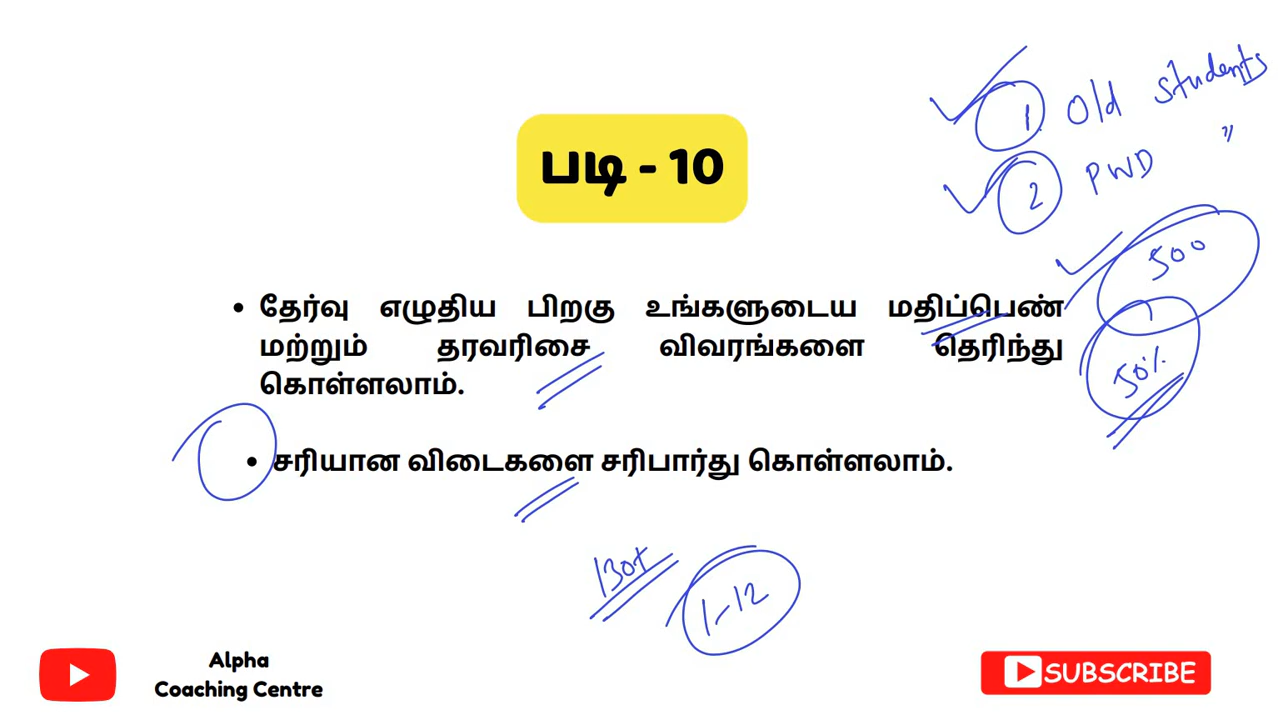 1 Old Students
2 PWD "
500
50%
படி - 10
• தேர்வு எழுதிய பிறகு உங்களுடைய மதிப்பெண்
மற்றும் தரவரிசை விவரங்களை தெரிந்து
கொள்ளலாம்.
• சரியான விடைகளை சரிபார்து கொள்ளலாம்.
130+
1-12
Alpha
Coaching Centre
SUBSCRIBE